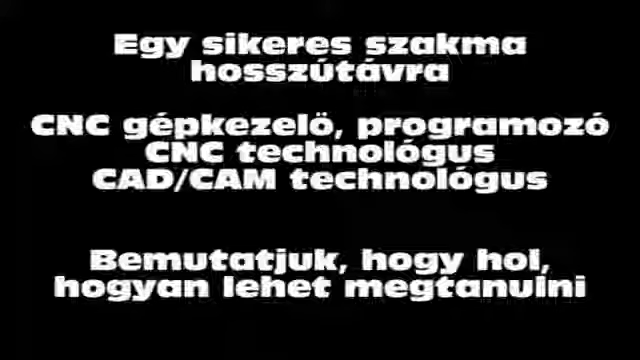 Egy sikeres szakma
hosszútávra
CNC gépkezelö, programozó
CNC technológus
CAD/CAM technológus
Bemutatjuk, hogy hol,
hogyan lehet megtanulni